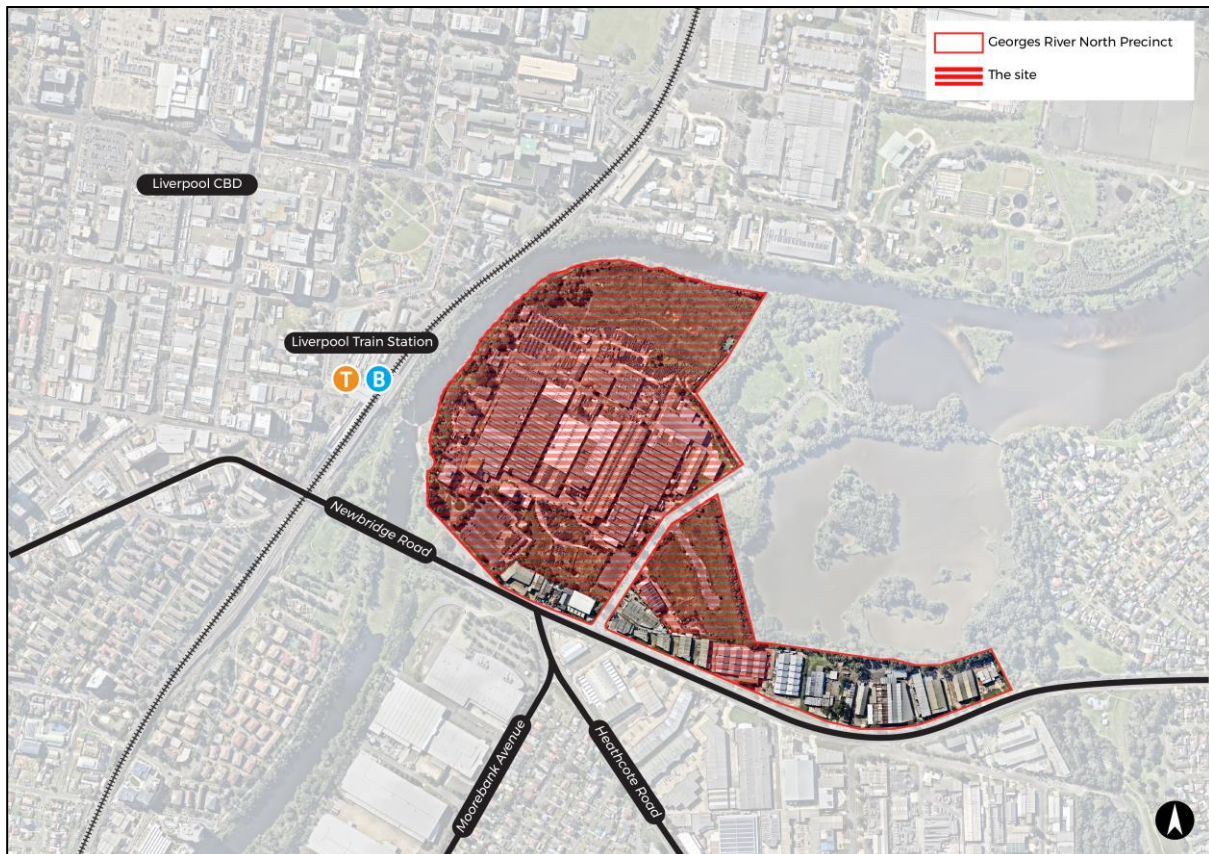 Georges River North Precinct
The site
Liverpool CBD
Liverpool Train Station
T
B
Newbridge Road
Moorebank Avenue
Heathcote Road